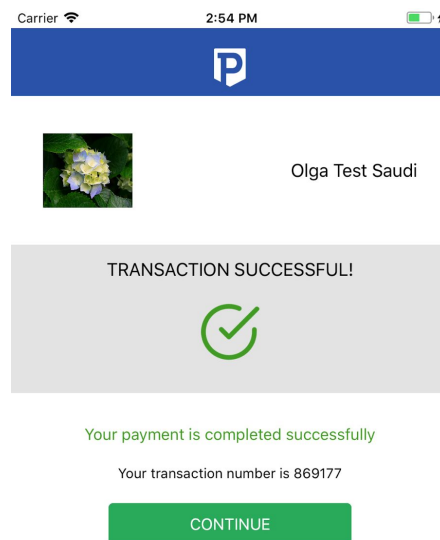 Carrier 2:54 PM
P
Olga Test Saudi
TRANSACTION SUCCESSFUL!
Your payment is completed successfully
Your transaction number is 869177
CONTINUE